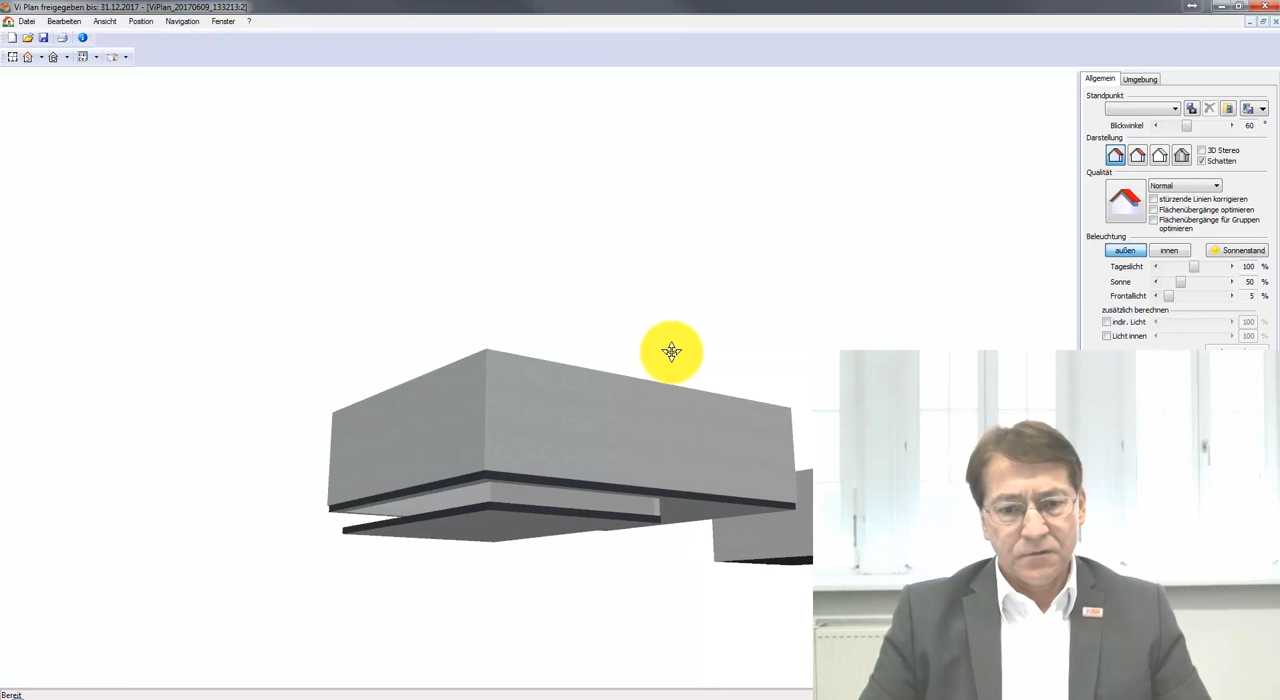 Vi Plan freigegeben bis: 31.12.2017 - [ViPlan_20170609_133213:2]
Datei Bearbeiten Ansicht Position Navigation Fenster ?
Allgemein Umgebung
Standpunkt
Blickwinkel 60 °
Darstellung
3D Stereo
Schatten
Qualität
Normal
stürzende Linien korrigieren
Flächenübergänge optimieren
Flächenübergänge für Gruppen
optimieren
Beleuchtung
außen innen Sonnenstand
Tageslicht 100 %
Sonne 50 %
Frontallicht 5 %
zusätzlich berechnen
indir. Licht 100 %
Licht innen 100 %
Bereit